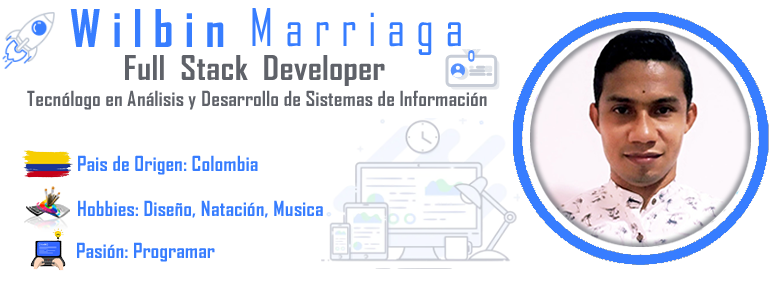 Wilbin Marriaga
Full Stack Developer
Tecnólogo en Análisis y Desarrollo de Sistemas de Información
Pais de Origen: Colombia
Hobbies: Diseño, Natación, Musica
Pasión: Programar